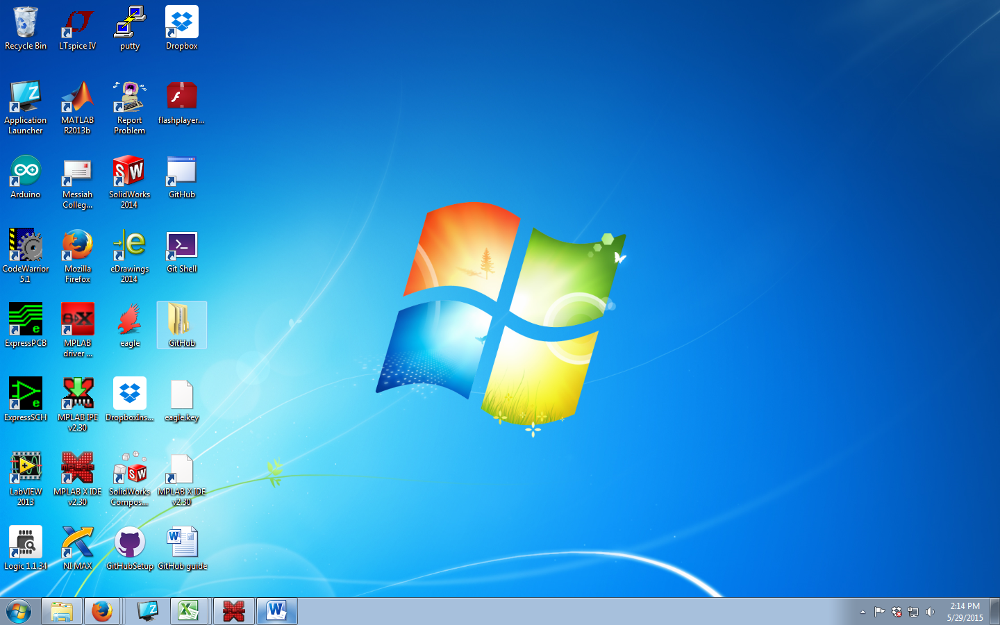 Recycle Bin
LTspice IV
putty
Dropbox
Application
Launcher
MATLAB
R2013b
Report
Problem
flashplayer...
Arduino
Messiah
Colleg...
SolidWorks
2014
GitHub
CodeWarrior
5.1
Mozilla
Firefox
eDrawings
2014
Git Shell
ExpressPCB
MPLAB
driver ...
eagle
GitHub
ExpressSCH
MPLAB IPE
v2.30
DropboxIns...
eagle.key
LabVIEW
2013
MPLAB X IDE
v2.30
SolidWorks
Compos...
MPLAB X IDE
v2.30
Logic 1.1.34
NI MAX
GitHubSetup
GitHub guide
2:14 PM
5/29/2015